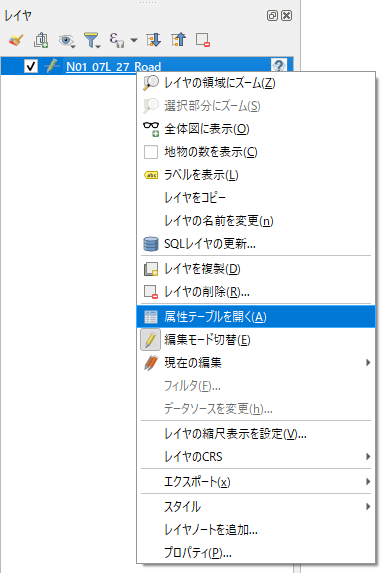 レイヤ
N01_07L_27_Road
レイヤの領域にズーム(Z)
選択部分にズーム(S)
全体図に表示(O)
地物の数を表示(C)
ラベルを表示(L)
レイヤをコピー
レイヤの名前を変更(n)
SQLレイヤの更新...
レイヤを複製(D)
レイヤの削除(R)...
属性テーブルを開く(A)
編集モード切替(E)
現在の編集
フィルタ(F)...
データソースを変更(h)...
レイヤの縮尺表示を設定(V)...
レイヤのCRS
エクスポート(x)
スタイル
レイヤノートを追加...
プロパティ(P)...